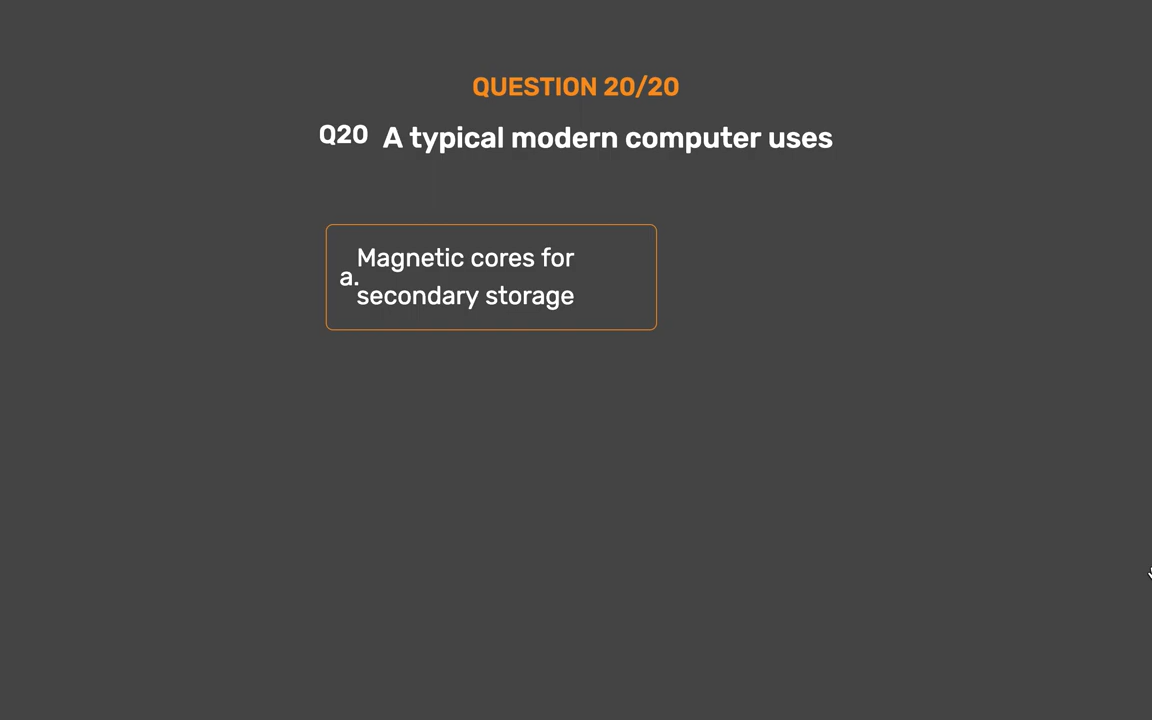 QUESTION 20/20
Q20 A typical modern computer uses
a. Magnetic cores for
secondary storage